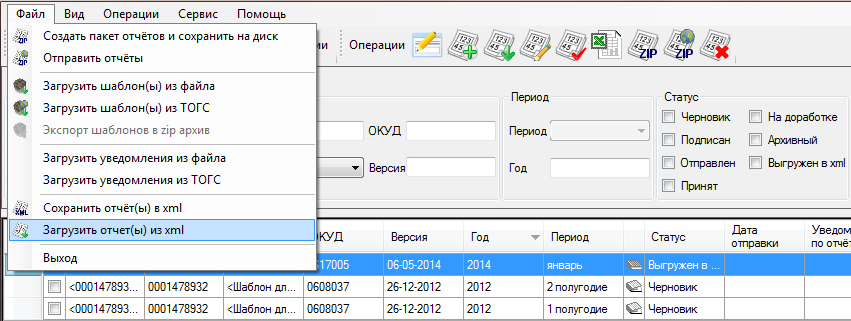 Файл Вид Операции Сервис Помощь
Создать пакет отчётов и сохранить на диск
Отправить отчёты
Загрузить шаблон(ы) из файла
Загрузить шаблон(ы) из ТОГС
Экспорт шаблонов в zip архив
Загрузить уведомления из файла
Загрузить уведомления из ТОГС
Сохранить отчёт(ы) в xml
Загрузить отчет(ы) из xml
Выход
Операции
ОКУД
Версия
Период
Период
Год
Статус
Черновик На доработке
Подписан Архивный
Отправлен Выгружен в xml
Принят
ОКУД Версия Год Период Статус Дата отправки Уведом по отчёт
17005 06-05-2014 2014 январь Выгружен в ...
<000147893... 0001478932 <Шаблон дл... 0608037 26-12-2012 2012 2 полугодие Черновик
<000147893... 0001478932 <Шаблон дл... 0608037 26-12-2012 2012 1 полугодие Черновик